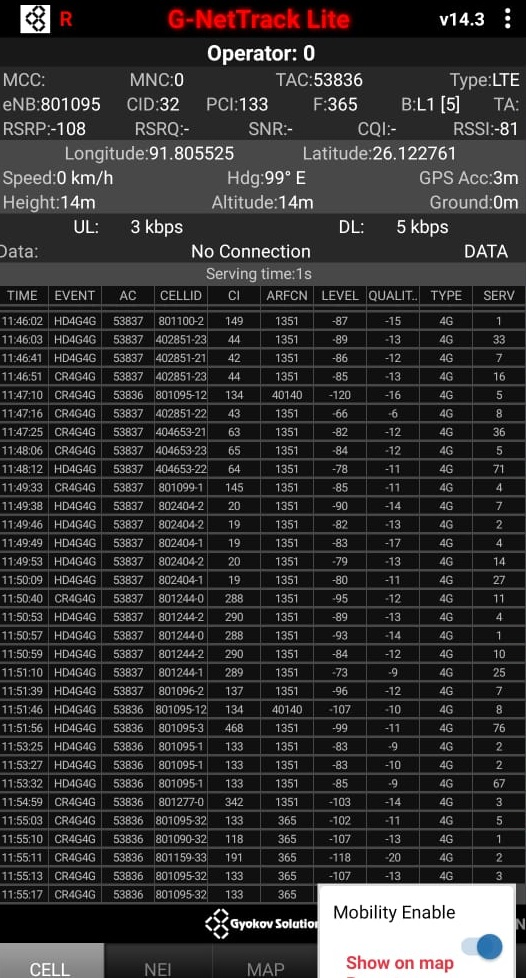 R G-NetTrack Lite v14.3
Operator: 0
MCC: MNC:0 TAC:53836 Type:LTE
eNB:801095 CID:32 PCI:133 F:365 B:L1 [5] TA:
RSRP:-108 RSRQ:- SNR:- CQI:- RSSI:-81
Longitude:91.805525 Latitude:26.122761
Speed:0 km/h Hdg:99° E GPS Acc:3m
Height:14m Altitude:14m Ground:0m
UL: 3 kbps DL: 5 kbps
Data: No Connection DATA
Serving time:1s
TIME EVENT AC CELLID CI ARFCN LEVEL QUALIT.. TYPE SERV
11:46:02 HD4G4G 53837 801100-2 149 1351 -87 -15 4G 1
11:46:03 HD4G4G 53837 402851-23 44 1351 -89 -13 4G 33
11:46:41 HD4G4G 53837 402851-21 42 1351 -86 -12 4G 7
11:46:51 CR4G4G 53837 402851-23 44 1351 -85 -13 4G 16
11:47:10 CR4G4G 53836 801095-12 134 40140 -120 -16 4G 5
11:47:16 CR4G4G 53837 402851-22 43 1351 -66 -6 4G 8
11:47:25 CR4G4G 53837 404653-21 63 1351 -82 -12 4G 36
11:48:06 CR4G4G 53837 404653-23 65 1351 -84 -12 4G 5
11:48:12 HD4G4G 53837 404653-22 64 1351 -78 -11 4G 71
11:49:33 CR4G4G 53837 801099-1 145 1351 -85 -11 4G 4
11:49:38 HD4G4G 53837 802404-2 20 1351 -90 -14 4G 7
11:49:46 HD4G4G 53837 802404-2 19 1351 -82 -13 4G 2
11:49:49 HD4G4G 53837 802404-1 19 1351 -83 -17 4G 4
11:49:53 HD4G4G 53837 802404-2 20 1351 -79 -13 4G 14
11:50:09 HD4G4G 53837 802404-1 19 1351 -80 -11 4G 27
11:50:40 CR4G4G 53837 801244-0 288 1351 -95 -12 4G 11
11:50:53 HD4G4G 53837 801244-2 290 1351 -89 -13 4G 4
11:50:57 HD4G4G 53837 801244-0 288 1351 -93 -14 4G 1
11:50:59 HD4G4G 53837 801244-2 290 1351 -84 -12 4G 10
11:51:10 HD4G4G 53837 801244-1 289 1351 -73 -9 4G 25
11:51:39 HD4G4G 53837 801096-2 137 1351 -96 -12 4G 7
11:51:46 HD4G4G 53836 801095-12 134 40140 -107 -10 4G 8
11:51:56 HD4G4G 53836 801095-3 468 1351 -99 -11 4G 76
11:53:25 HD4G4G 53836 801095-1 133 1351 -83 -9 4G 2
11:53:27 HD4G4G 53836 801095-1 133 1351 -83 -10 4G 2
11:53:32 HD4G4G 53836 801095-1 133 1351 -85 -9 4G 67
11:54:59 CR4G4G 53836 801277-0 342 1351 -103 -14 4G 3
11:55:03 CR4G4G 53836 801095-32 133 365 -102 -11 4G 5
11:55:10 CR4G4G 53836 801090-32 118 365 -107 -13 4G 1
11:55:11 CR4G4G 53836 801159-33 191 365 -118 -20 4G 2
11:55:13 CR4G4G 53836 801095-32 133 365 -107 -13 4G 3
11:55:17 CR4G4G 53836 801095-32 133 365
Gyokov Solution
Mobility Enable
Show on map
CELL NEI MAP